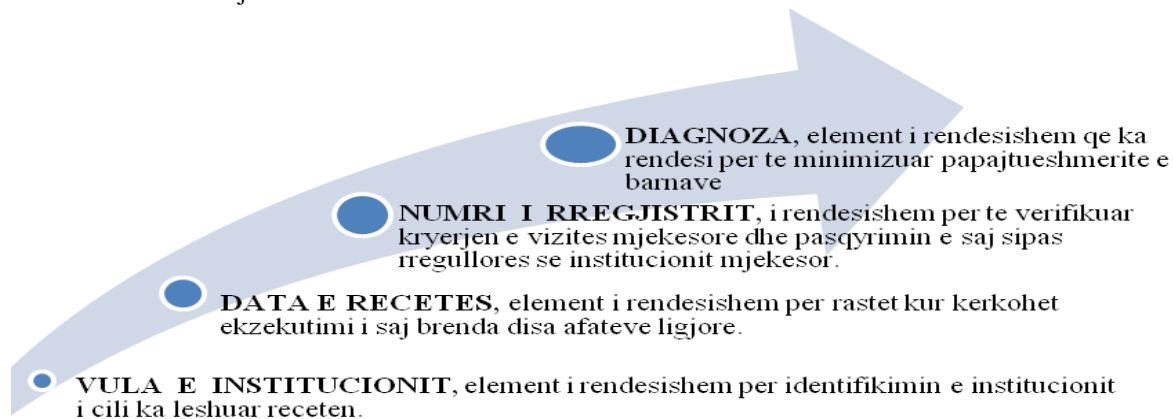 DIAGNOZA, element i rendesishem qe ka
rendesi per te minimizuar papajtueshmerite e
barnave
NUMRI I RREGJISTRIT, i rendesishem per te verifikuar
kryerjen e vizites mjekesore dhe pasqyrimin e saj sipas
rregullores se institucionit mjekesor.
DATA E RECETES, element i rendesishem per rastet kur kerkohet
ekzekutimi i saj brenda disa afateve ligjore.
VULA E INSTITUCIONIT, element i rendesishem per identifikimin e institucionit
i cili ka leshuar receten.